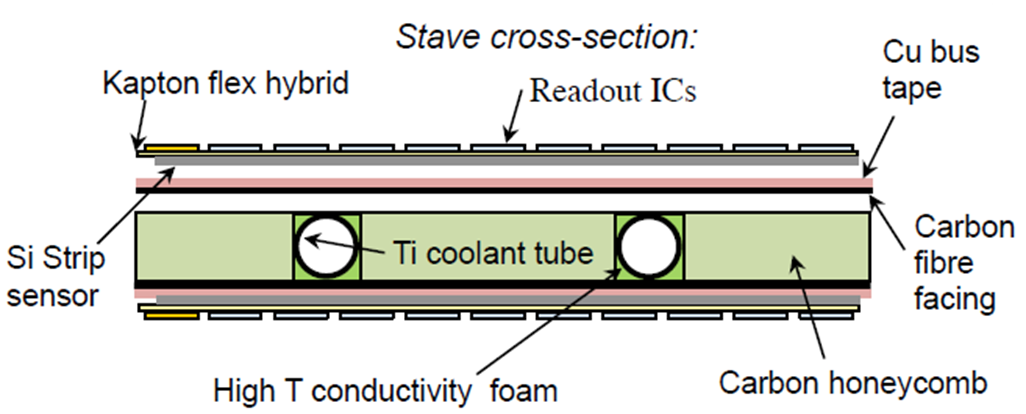 Stave cross-section:
Kapton flex hybrid
Readout ICs
Cu bus
tape
Si Strip
sensor
Ti coolant tube
Carbon
fibre
facing
High T conductivity foam
Carbon honeycomb